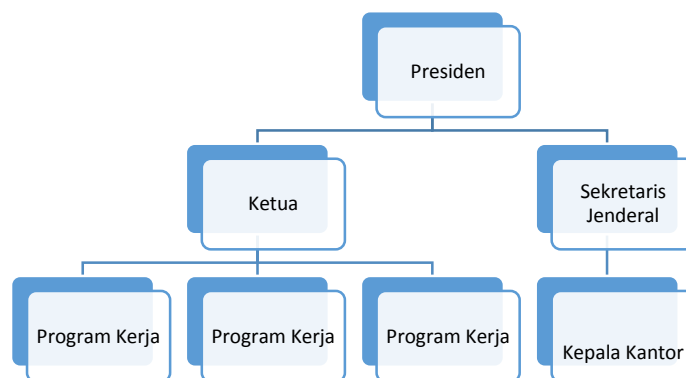 Presiden
Ketua
Sekretaris
Jenderal
Program Kerja
Program Kerja
Program Kerja
Kepala Kantor